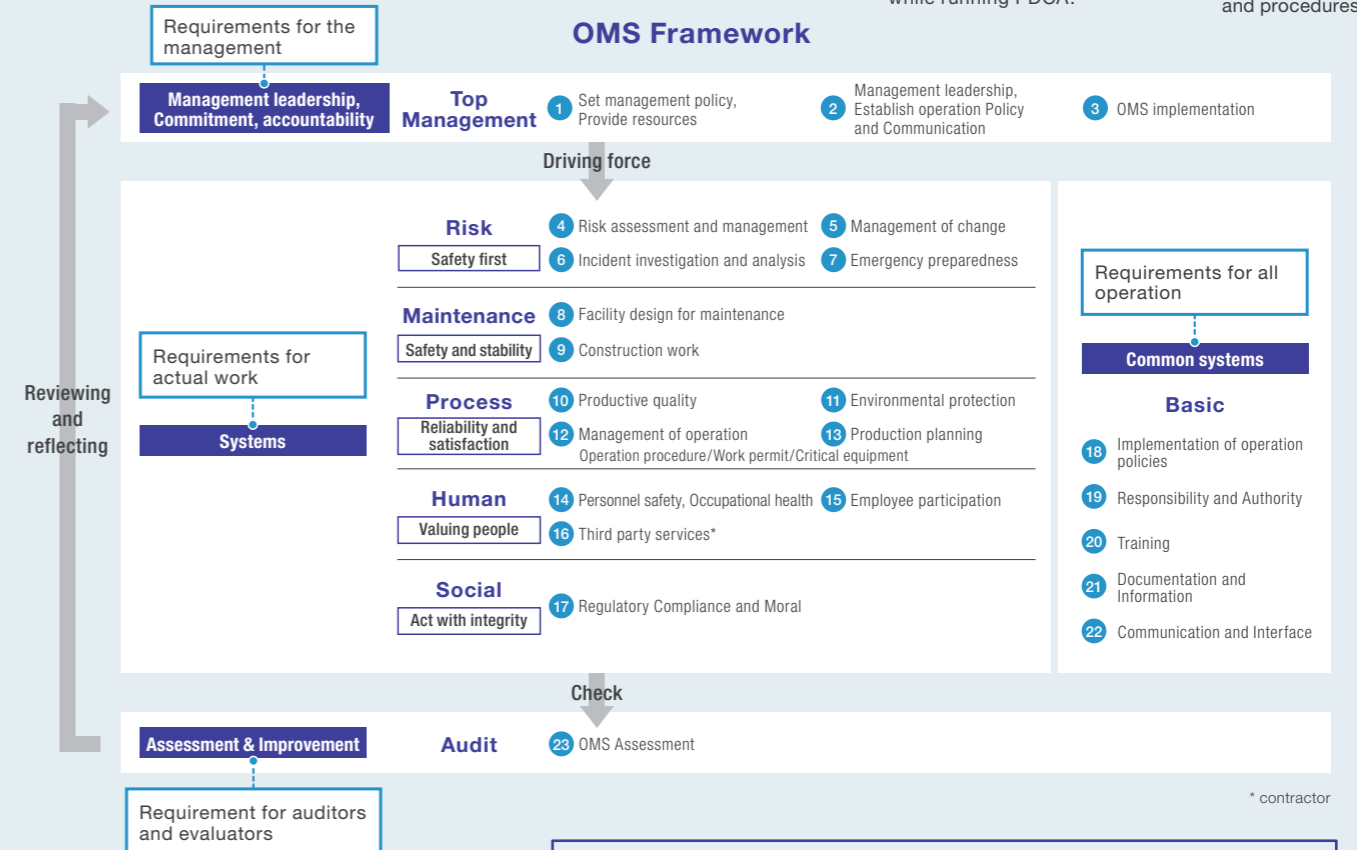 while running PDCA.
and procedures
OMS Framework
Requirements for the
management
Management leadership,
Commitment, accountability
Top
Management
1 Set management policy,
Provide resources
2 Management leadership,
Establish operation Policy
and Communication
3 OMS implementation
Driving force
Reviewing
and
reflecting
Requirements for
actual work
Systems
Risk
Safety first
4 Risk assessment and management
5 Management of change
6 Incident investigation and analysis
7 Emergency preparedness
Maintenance
Safety and stability
8 Facility design for maintenance
9 Construction work
Process
Reliability and
satisfaction
10 Productive quality
11 Environmental protection
12 Management of operation
13 Production planning
Operation procedure/Work permit/Critical equipment
Human
Valuing people
14 Personnel safety, Occupational health
15 Employee participation
16 Third party services*
Social
Act with integrity
17 Regulatory Compliance and Moral
Requirements for all
operation
Common systems
Basic
18 Implementation of operation
policies
19 Responsibility and Authority
20 Training
21 Documentation and
Information
22 Communication and Interface
Check
Assessment & Improvement
Audit
23 OMS Assessment
Requirement for auditors
and evaluators
* contractor